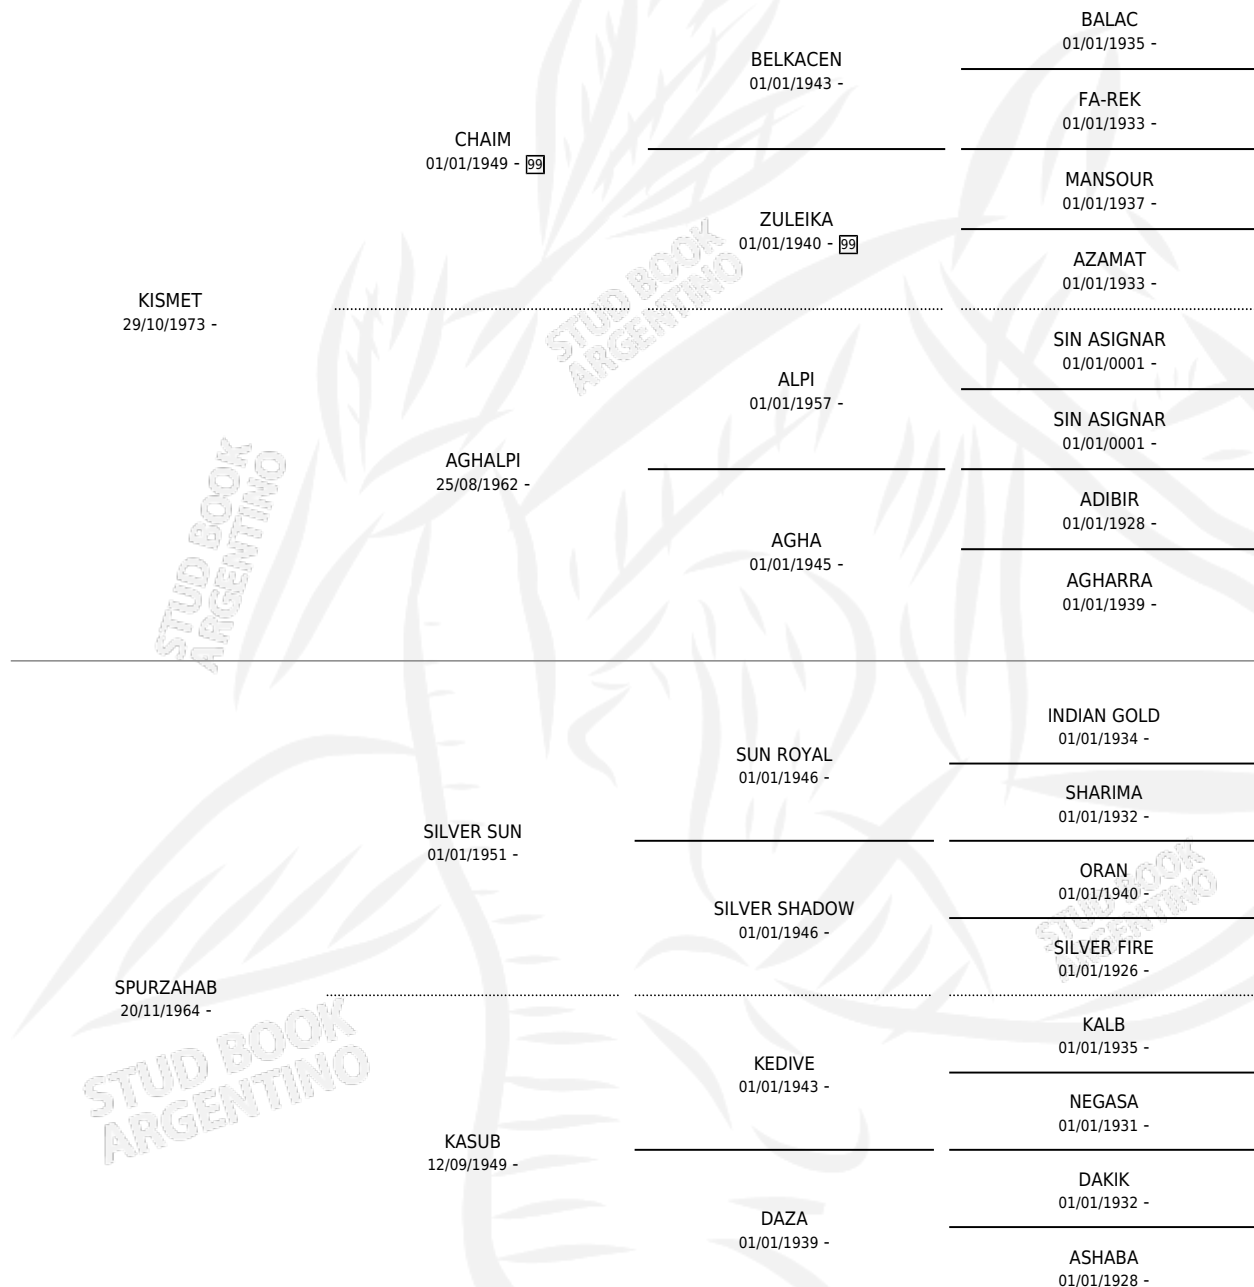 BALAC
01/01/1935 -
BELKACEN
01/01/1943 -
FA-REK
01/01/1933 -
CHAIM
01/01/1949 - 99
MANSOUR
01/01/1937 -
ZULEIKA
01/01/1940 - 99
AZAMAT
01/01/1933 -
KISMET
29/10/1973 -
SIN ASIGNAR
01/01/0001 -
ALPI
01/01/1957 -
SIN ASIGNAR
01/01/0001 -
AGHALPI
25/08/1962 -
ADIBIR
01/01/1928 -
AGHA
01/01/1945 -
AGHARRA
01/01/1939 -
STUD BOOK
ARGENTINO
STUD BOOK
ARGENTINO
INDIAN GOLD
01/01/1934 -
SUN ROYAL
01/01/1946 -
SHARIMA
01/01/1932 -
SILVER SUN
01/01/1951 -
ORAN
01/01/1940 -
SILVER SHADOW
01/01/1946 -
SILVER FIRE
01/01/1926 -
SPURZAHAB
20/11/1964 -
KALB
01/01/1935 -
KEDIVE
01/01/1943 -
NEGASA
01/01/1931 -
KASUB
12/09/1949 -
DAKIK
01/01/1932 -
DAZA
01/01/1939 -
ASHABA
01/01/1928 -
STUD BOOK
ARGENTINO
STUD BOOK
ARGENTINO